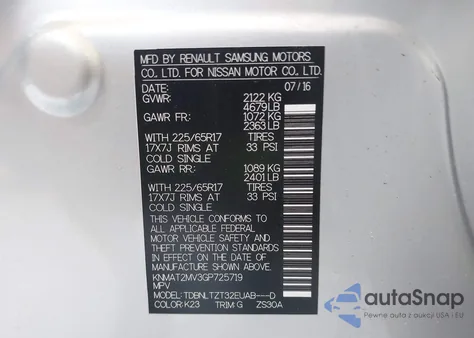 MFD BY RENAULT SAMSUNG MOTORS
CO., LTD. FOR NISSAN MOTOR CO., LTD.
DATE: 07/16
GVWR: 2122 KG
4679LB
GAWR FR: 1072 KG
2363LB
WITH 225/65R17 TIRES
17X7J RIMS AT 33 PSI
COLD SINGLE
GAWR RR: 1089 KG
2401LB
WITH 225/65R17 TIRES
17X7J RIMS AT 33 PSI
COLD SINGLE
THIS VEHICLE CONFORMS TO
ALL APPLICABLE FEDERAL
MOTOR VEHICLE SAFETY AND
BUMPER STANDARDS
IN EFFECT ON THE DATE OF
MANUFACTURE SHOWN ABOVE.
KNMAT2MV3GP725719
MPV
MODEL: TDBNLTZT32EUAB---D
COLOR: K23 TRIM: G ZS30A
autoSnap
Pewne auta z aukcji USA i EU